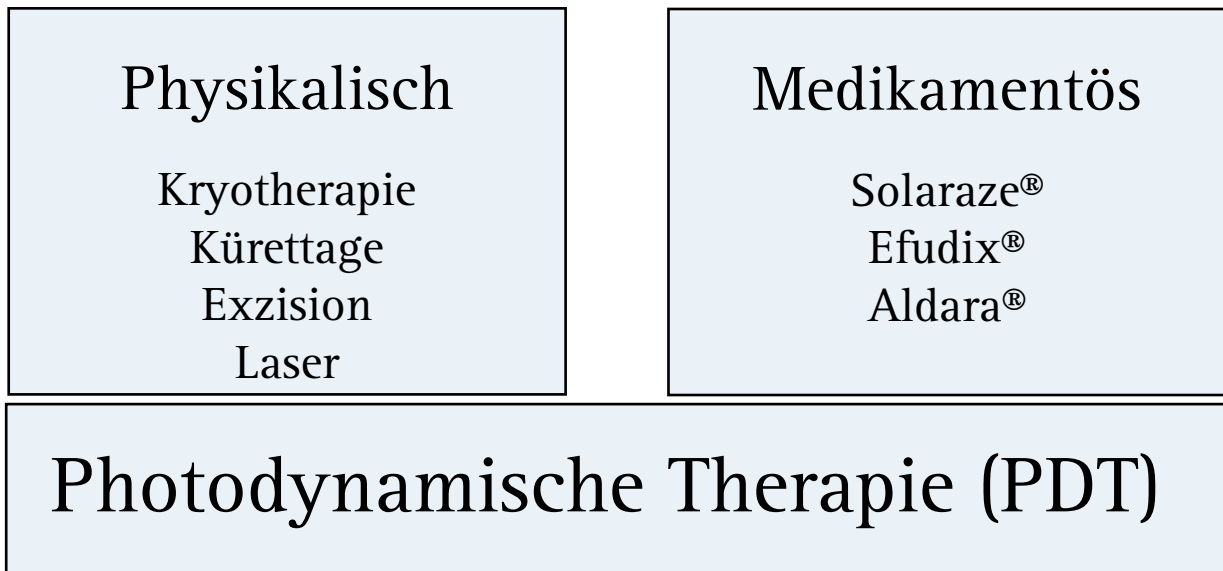 Physikalisch
Kryotherapie
Kürettage
Exzision
Laser
Medikamentös
Solaraze®
Efudix®
Aldara®
Photodynamische Therapie (PDT)